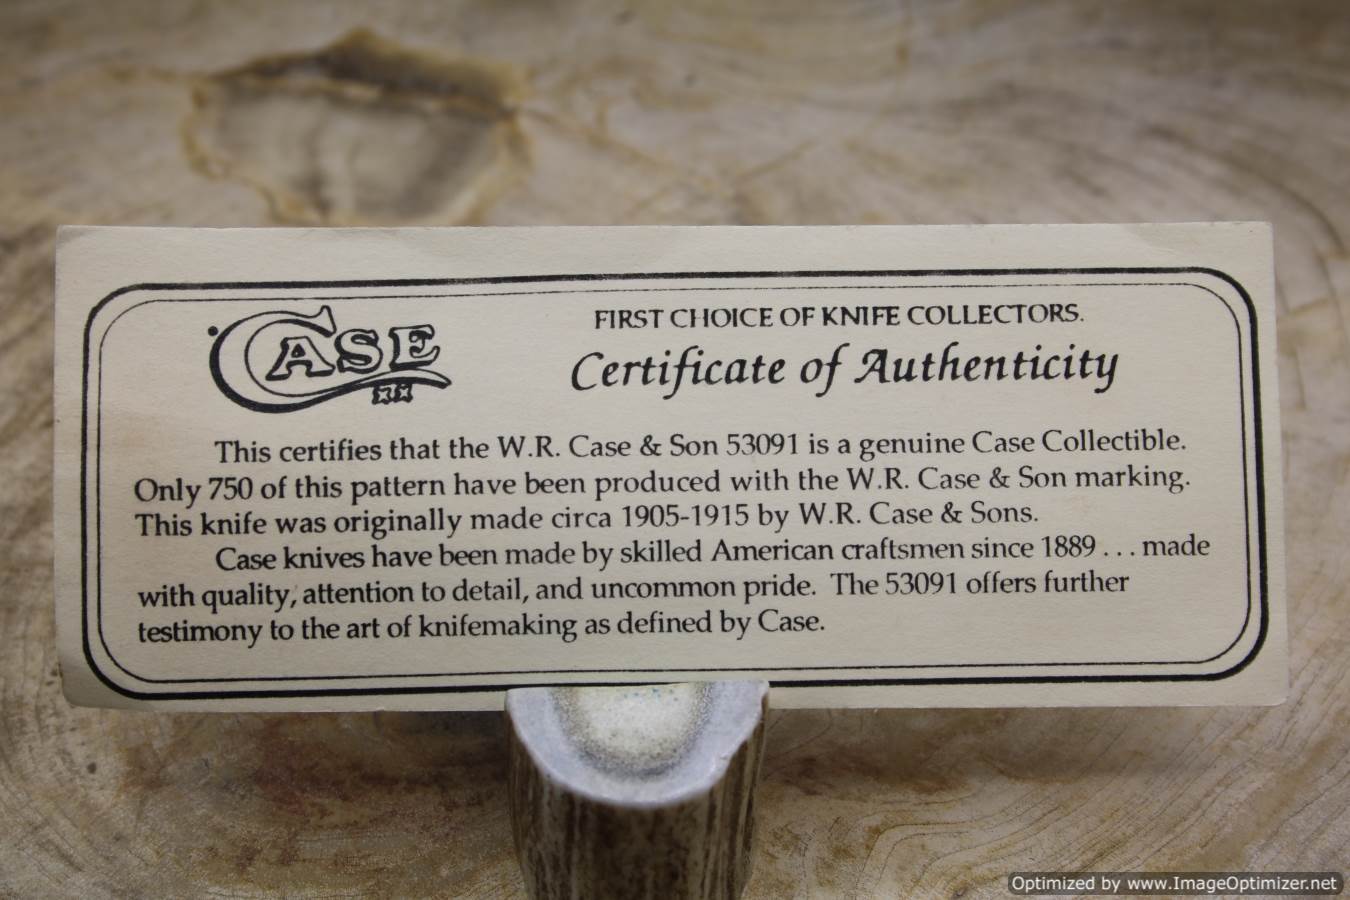 CASE XX
FIRST CHOICE OF KNIFE COLLECTORS.
Certificate of Authenticity
This certifies that the W.R. Case & Son 53091 is a genuine Case Collectible.
Only 750 of this pattern have been produced with the W.R. Case & Son marking.
This knife was originally made circa 1905-1915 by W.R. Case & Sons.
Case knives have been made by skilled American craftsmen since 1889 . . . made
with quality, attention to detail, and uncommon pride. The 53091 offers further
testimony to the art of knifemaking as defined by Case.
Optimized by www.ImageOptimizer.net